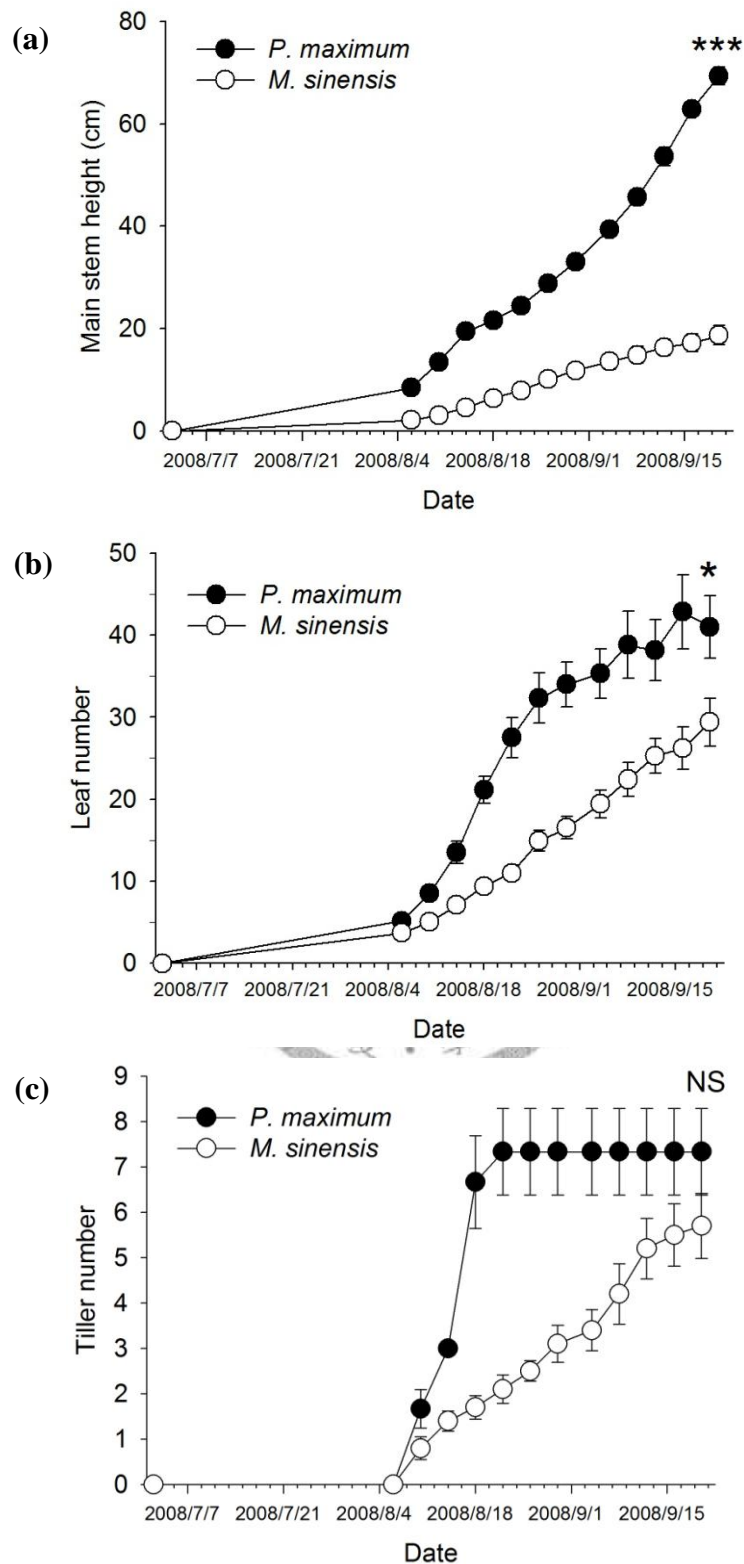 (a)
80
60
40
20
0
Main stem height (cm)
P. maximum
M. sinensis
***
2008/7/7 2008/7/21 2008/8/4 2008/8/18 2008/9/1 2008/9/15
Date
(b)
50
40
30
20
10
0
Leaf number
P. maximum
M. sinensis
*
2008/7/7 2008/7/21 2008/8/4 2008/8/18 2008/9/1 2008/9/15
Date
(c)
9
8
7
6
5
4
3
2
1
0
Tiller number
P. maximum
M. sinensis
NS
2008/7/7 2008/7/21 2008/8/4 2008/8/18 2008/9/1 2008/9/15
Date